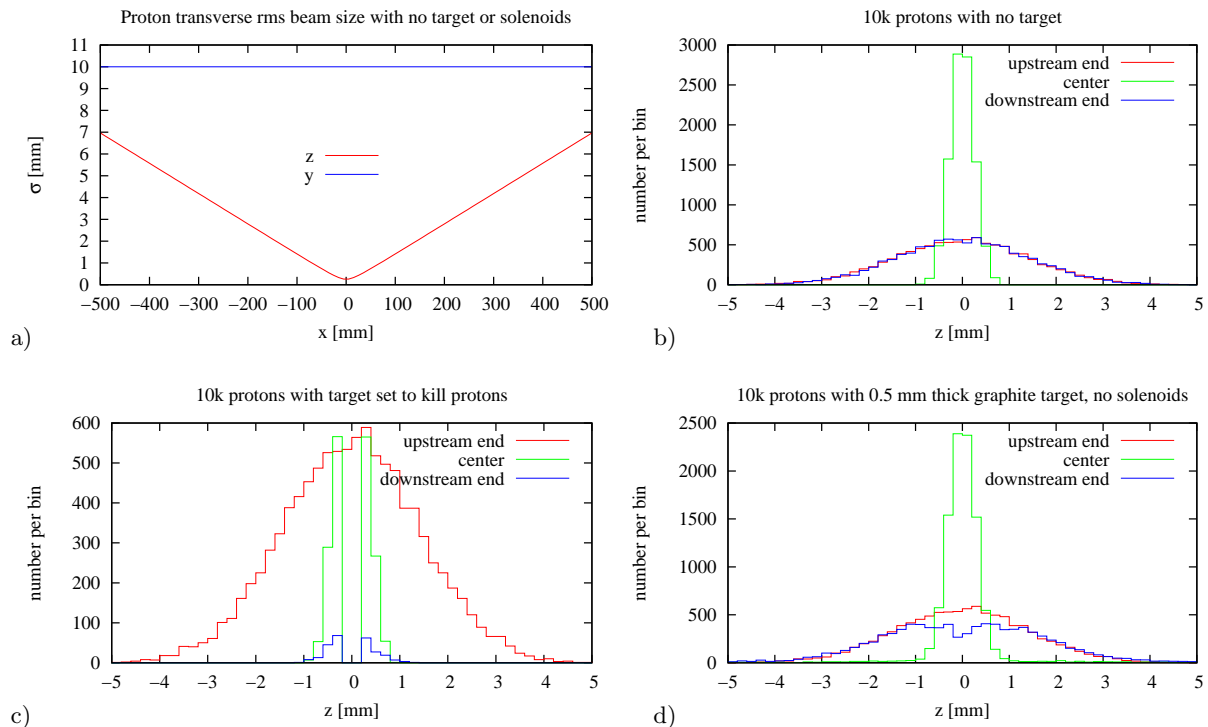 Proton transverse rms beam size with no target or solenoids
11
10
9
8
7
6
5
4
3
2
1
0
σ [mm]
z
y
−500 −400 −300 −200 −100 0 100 200 300 400 500
x [mm]
a)
10k protons with no target
3000
2500
2000
1500
1000
500
0
number per bin
upstream end
center
downstream end
−5 −4 −3 −2 −1 0 1 2 3 4 5
z [mm]
b)
10k protons with target set to kill protons
600
500
400
300
200
100
0
number per bin
upstream end
center
downstream end
−5 −4 −3 −2 −1 0 1 2 3 4 5
z [mm]
c)
10k protons with 0.5 mm thick graphite target, no solenoids
2500
2000
1500
1000
500
0
number per bin
upstream end
center
downstream end
−5 −4 −3 −2 −1 0 1 2 3 4 5
z [mm]
d)